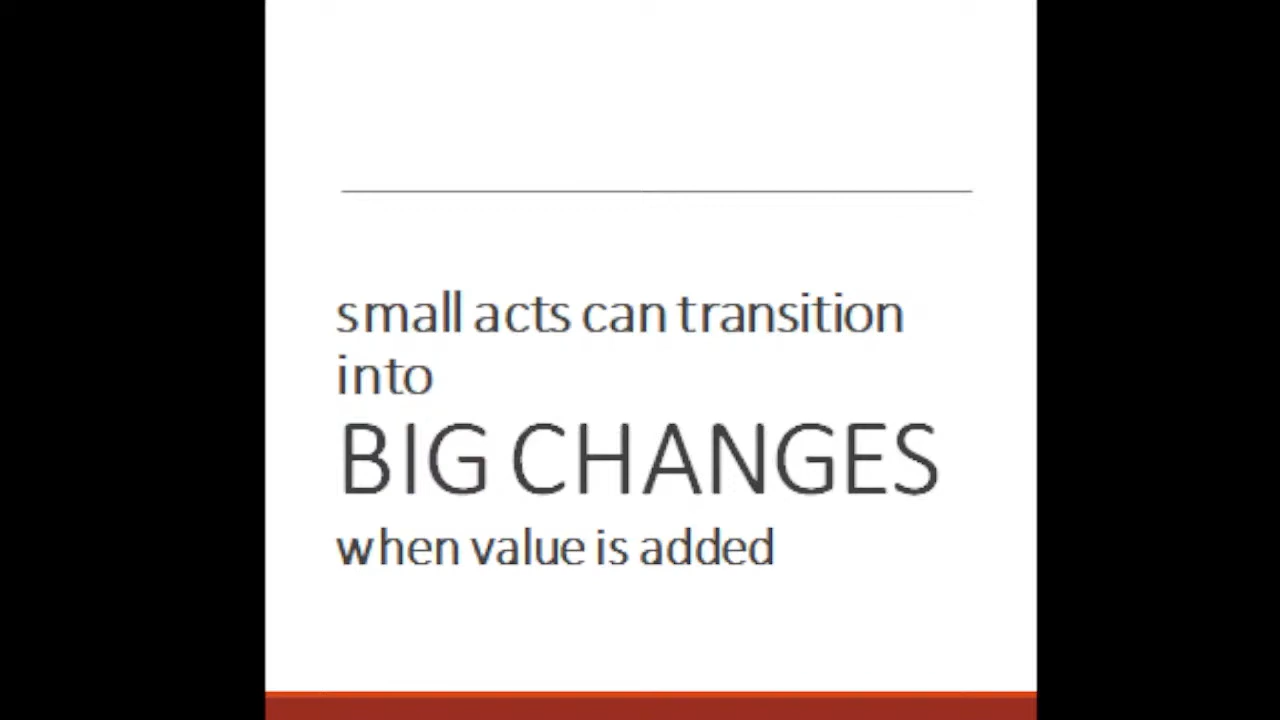 small acts can transition
into
BIG CHANGES
when value is added